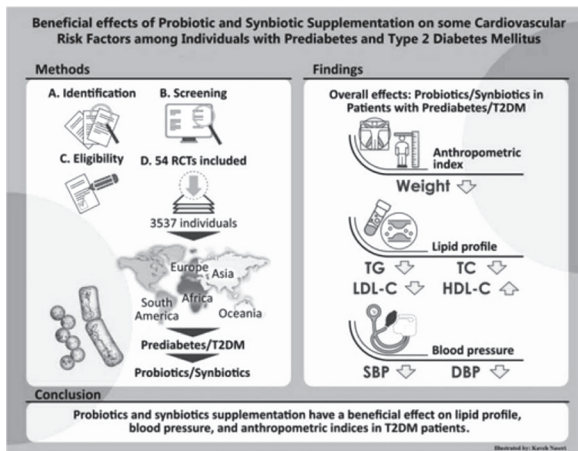 Beneficial effects of Probiotic and Synbiotic Supplementation on some Cardiovascular
Risk Factors among Individuals with Prediabetes and Type 2 Diabetes Mellitus
Methods
A. Identification
B. Screening
C. Eligibility
D. 54 RCTs included
3537 individuals
Europe
Asia
Africa
South
America
Oceania
Prediabetes/T2DM
Probiotics/Synbiotics
Findings
Overall effects: Probiotics/Synbiotics in
Patients with Prediabetes/T2DM
Anthropometric
index
Weight
Lipid profile
TG
TC
LDL-C
HDL-C
Blood pressure
SBP
DBP
Conclusion
Probiotics and synbiotics supplementation have a beneficial effect on lipid profile,
blood pressure, and anthropometric indices in T2DM patients.
Illustrated by: Kaveh Naseri